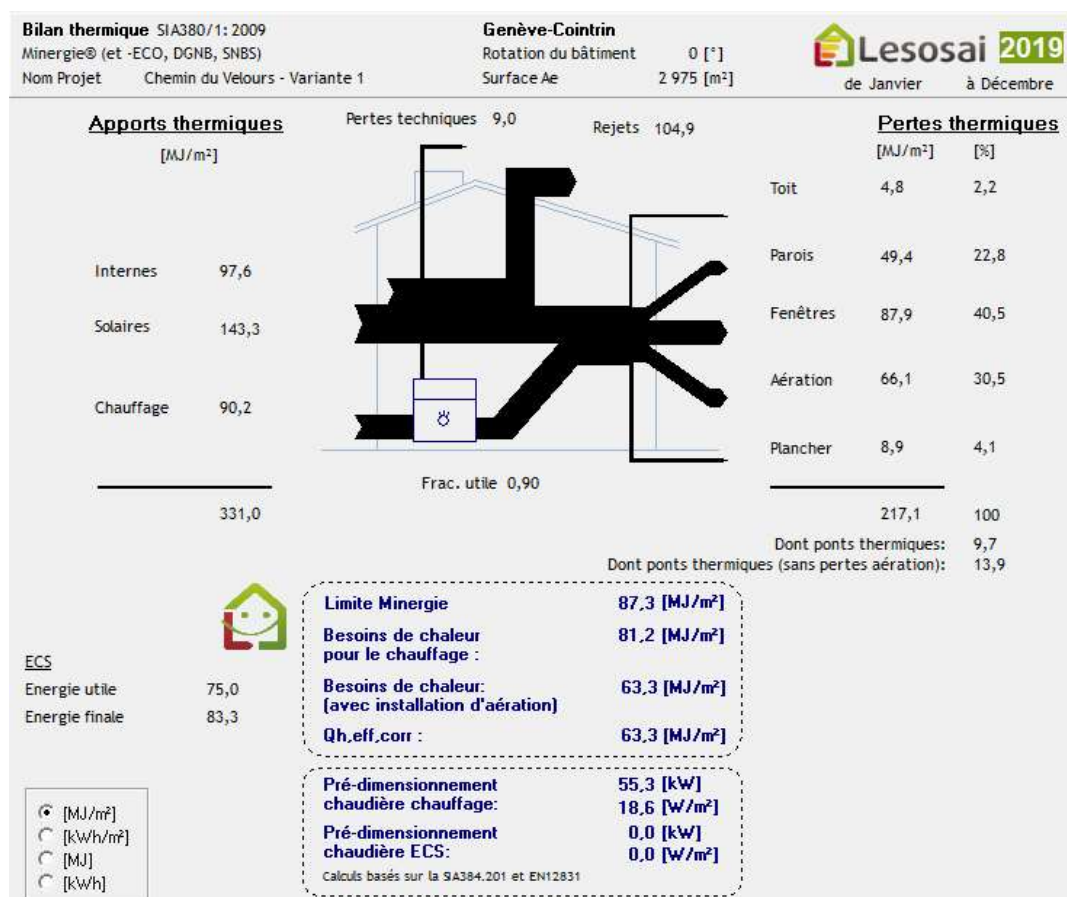 Bilan thermique SIA380/1: 2009
Minergie® (et -ECO, DGNB, SNBS)
Nom Projet Chemin du Velours - Variante 1
Genève-Cointrin
Rotation du bâtiment 0 [°]
Surface Ae 2 975 [m²]
Lesosai 2019
de Janvier à Décembre
Apports thermiques
[MJ/m²]
Pertes techniques 9,0
Rejets 104,9
Pertes thermiques
[MJ/m²] [%]
Toit 4,8 2,2
Parois 49,4 22,8
Internes 97,6
Fenêtres 87,9 40,5
Solaires 143,3
Aération 66,1 30,5
Chauffage 90,2
Plancher 8,9 4,1
Frac. utile 0,90
331,0
217,1 100
Dont ponts thermiques: 9,7
Dont ponts thermiques (sans pertes aération): 13,9
Limite Minergie 87,3 [MJ/m²]
Besoins de chaleur 81,2 [MJ/m²]
pour le chauffage :
Besoins de chaleur: 63,3 [MJ/m²]
(avec installation d'aération)
Qh,eff,corr : 63,3 [MJ/m²]
ECS
Energie utile 75,0
Energie finale 83,3
Pré-dimensionnement 55,3 [kW]
chaudière chauffage: 18,6 [W/m²]
Pré-dimensionnement 0,0 [kW]
chaudière ECS: 0,0 [W/m²]
Calculs basés sur la SIA384.201 et EN12831
[MJ/m²]
[kWh/m²]
[MJ]
[kWh]